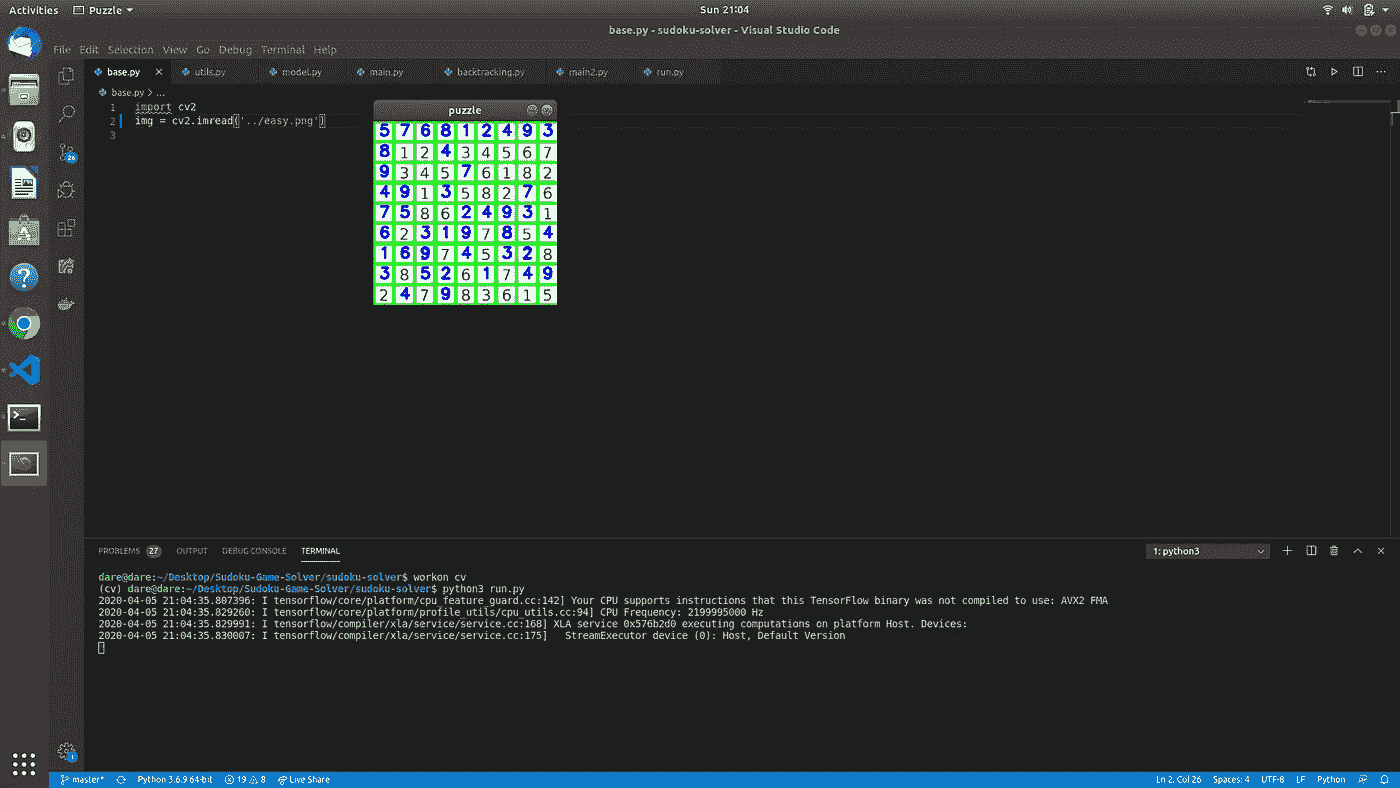 Activities Puzzle Sun 21:04
base.py - sudoku-solver - Visual Studio Code
File Edit Selection View Go Debug Terminal Help
base.py utils.py model.py main.py backtracking.py main2.py run.py
base.py > ...
1 import cv2
2 img = cv2.imread('../easy.png')
3
puzzle
5 7 6 8 1 2 4 9 3
8 1 2 4 3 4 5 6 7
9 3 4 5 7 6 1 8 2
4 9 1 3 5 8 2 7 6
7 5 8 6 2 4 9 3 1
6 2 3 1 9 7 8 5 4
1 6 9 7 4 5 3 2 8
3 8 5 2 6 1 7 4 9
2 4 7 9 8 3 6 1 5
26
PROBLEMS 27 OUTPUT DEBUG CONSOLE TERMINAL 1: python3
dare@dare:~/Desktop/Sudoku-Game-Solver/sudoku-solver$ workon cv
(cv) dare@dare:~/Desktop/Sudoku-Game-Solver/sudoku-solver$ python3 run.py
2020-04-05 21:04:35.807396: I tensorflow/core/platform/cpu_feature_guard.cc:142] Your CPU supports instructions that this TensorFlow binary was not compiled to use: AVX2 FMA
2020-04-05 21:04:35.829260: I tensorflow/core/platform/profile_utils/cpu_utils.cc:94] CPU Frequency: 2199995000 Hz
2020-04-05 21:04:35.829991: I tensorflow/compiler/xla/service/service.cc:168] XLA service 0x576b2d0 executing computations on platform Host. Devices:
2020-04-05 21:04:35.830007: I tensorflow/compiler/xla/service/service.cc:175] StreamExecutor device (0): Host, Default Version
1
master* Python 3.6.9 64-bit 19 8 Live Share Ln 2, Col 26 Spaces: 4 UTF-8 LF Python